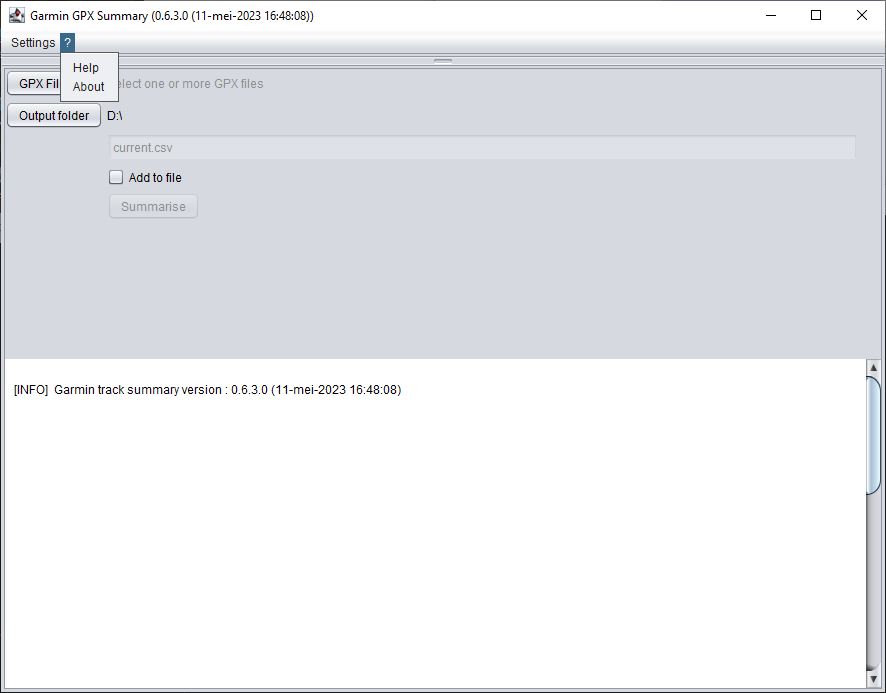 Garmin GPX Summary (0.6.3.0 (11-mei-2023 16:48:08))
Settings ?
Help
About
GPX Fil elect one or more GPX files
Output folder D:\
current.csv
Add to file
Summarise
[INFO] Garmin track summary version : 0.6.3.0 (11-mei-2023 16:48:08)